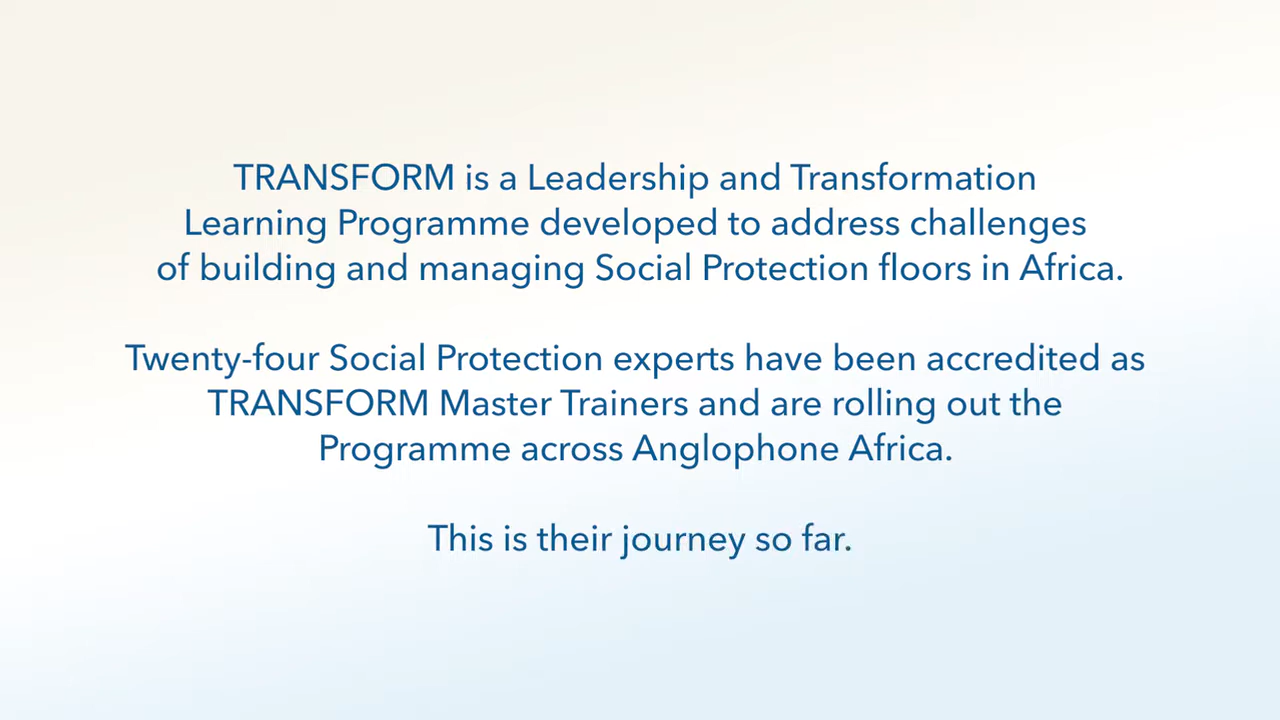 TRANSFORM is a Leadership and Transformation
Learning Programme developed to address challenges
of building and managing Social Protection floors in Africa.
Twenty-four Social Protection experts have been accredited as
TRANSFORM Master Trainers and are rolling out the
Programme across Anglophone Africa.
This is their journey so far.